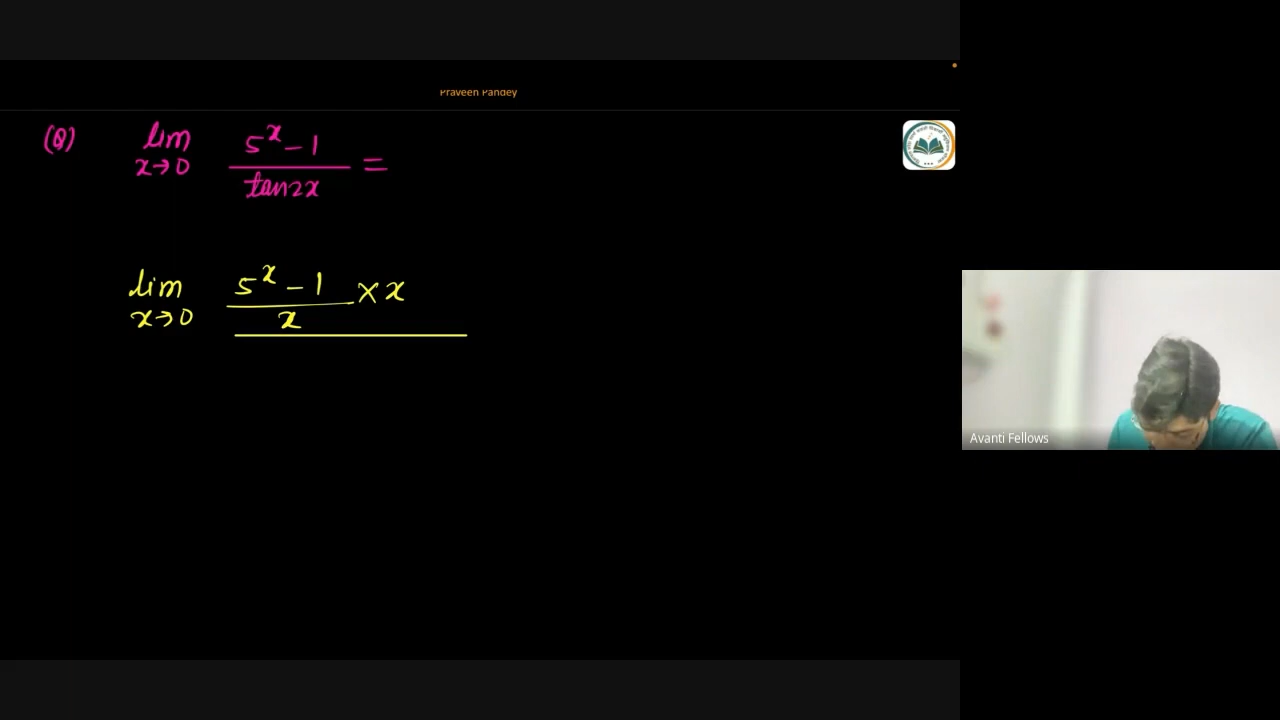 Praveen Pandey
(Q) lim x→0 5^x - 1 / tan2x =
lim x→0 5^x - 1 / x × x
Avanti Fellows